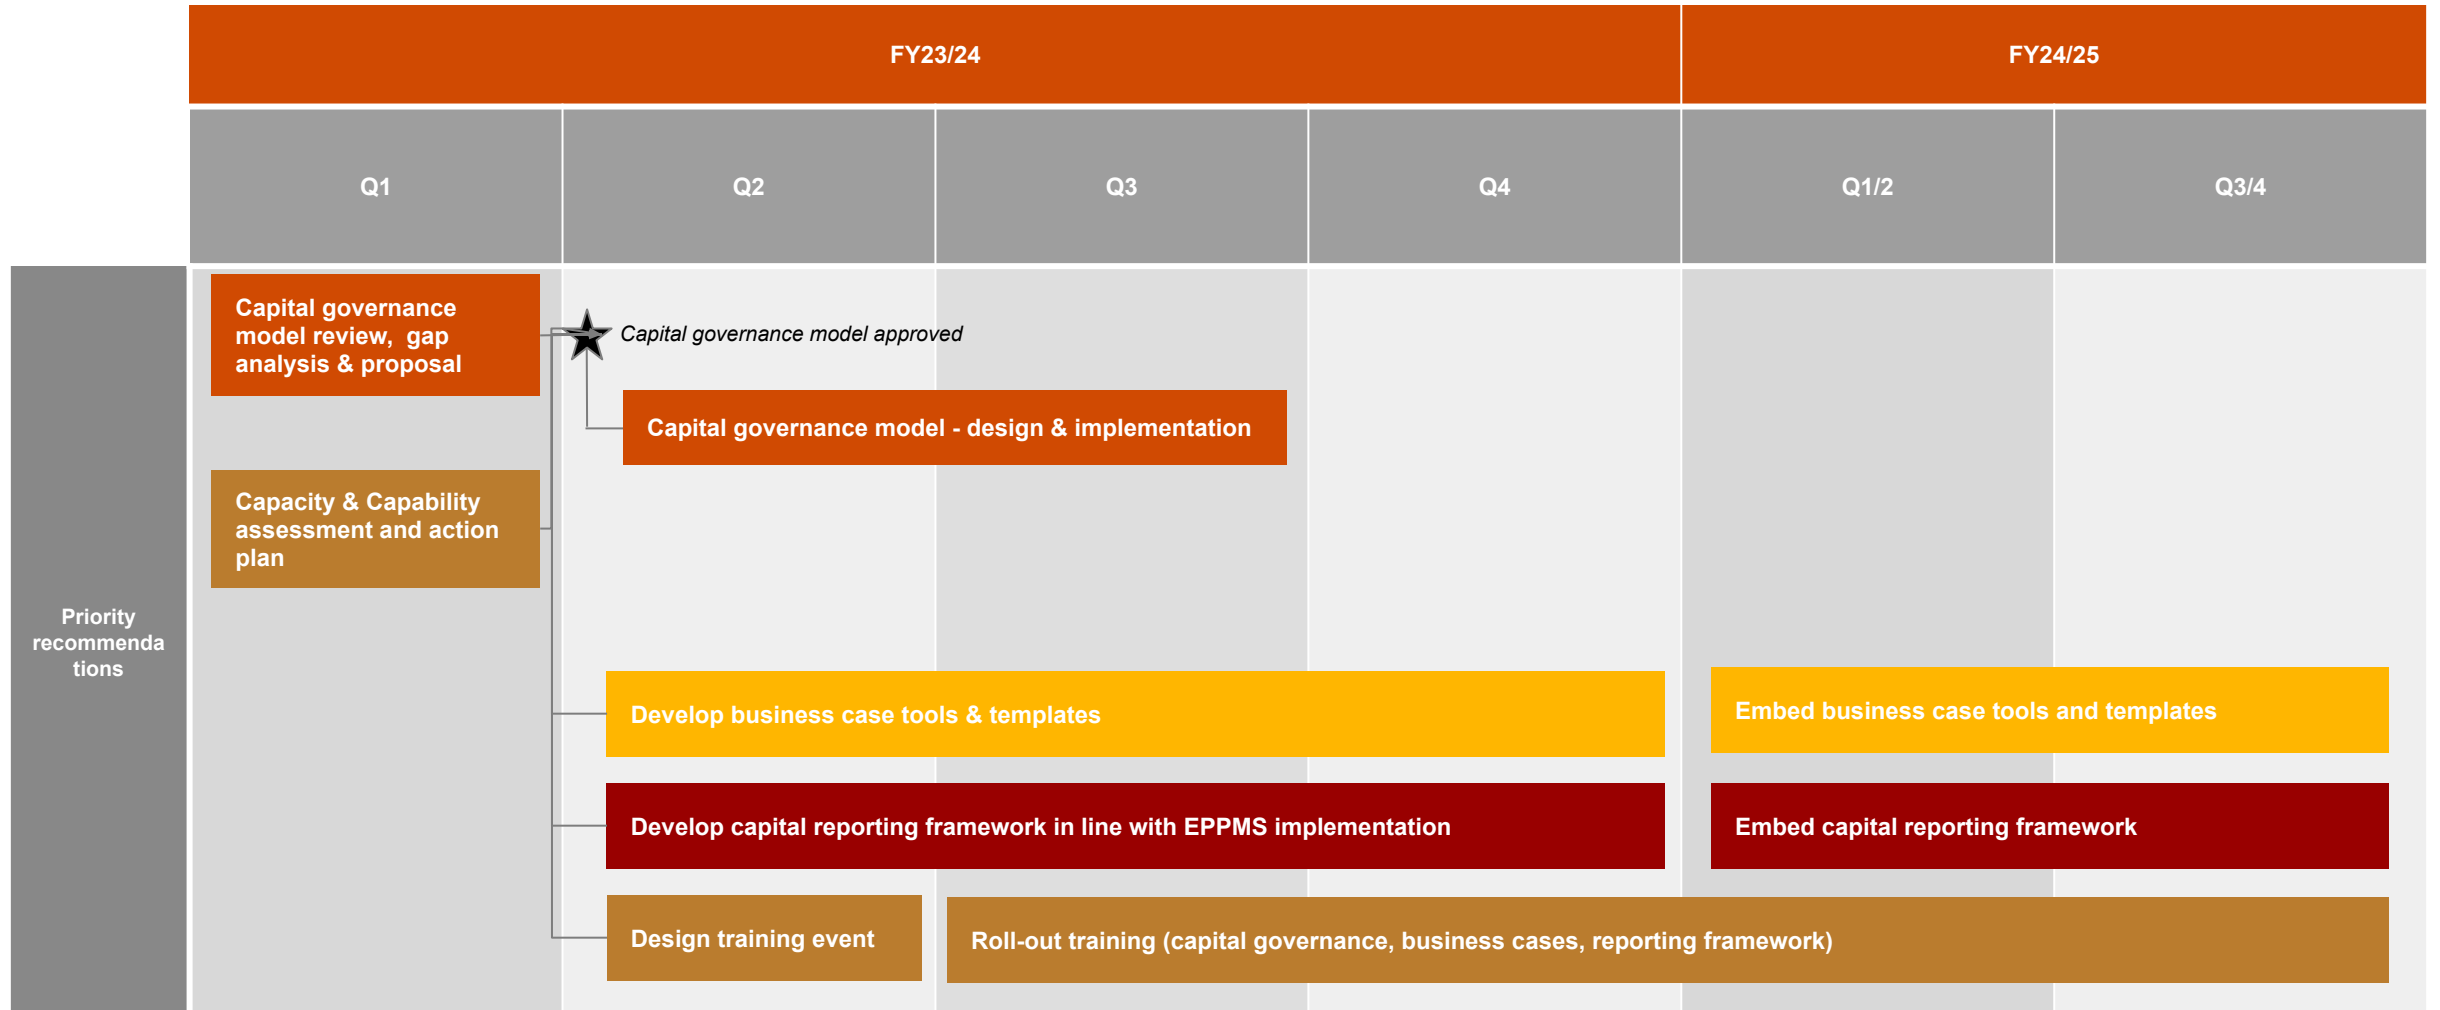 FY23/24
FY24/25
Q1
Q2
Q3
Q4
Q1/2
Q3/4
Priority
recommenda
tions
Capital governance
model review,  gap
analysis & proposal
Capital governance model approved
Capital governance model - design & implementation
Capacity & Capability
assessment and action
plan
Develop business case tools & templates
Embed business case tools and templates
Develop capital reporting framework in line with EPPMS implementation
Embed capital reporting framework
Design training event
Roll-out training (capital governance, business cases, reporting framework)